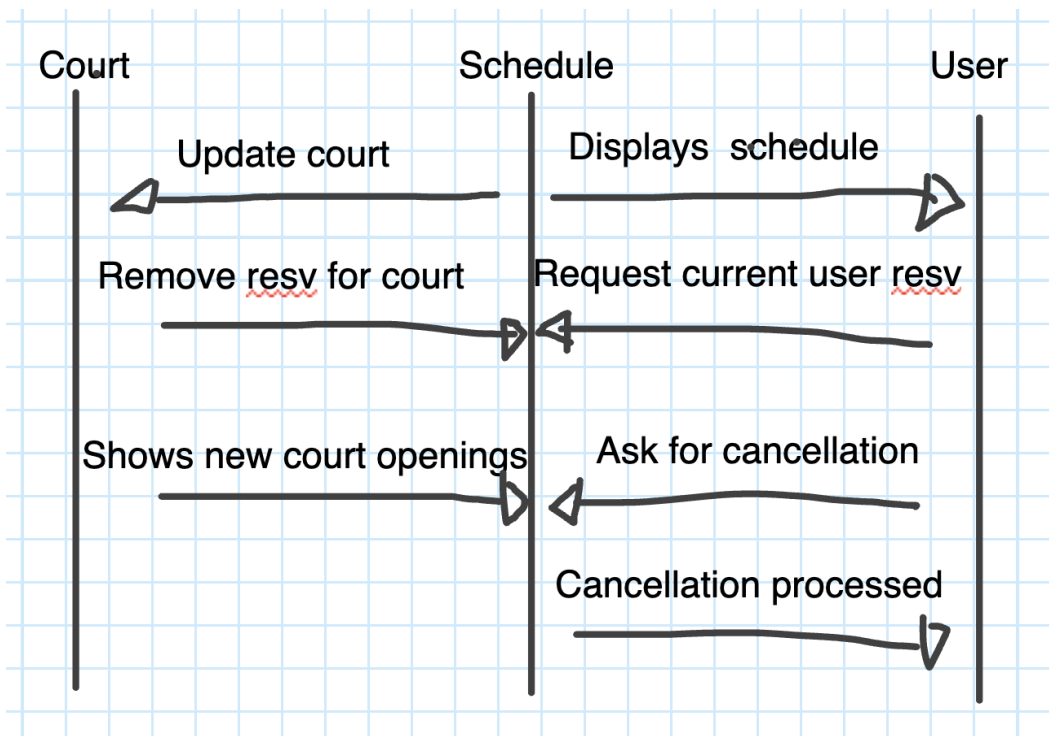 Court Schedule User
Update court Displays schedule
Remove resv for court Request current user resv
Shows new court openings Ask for cancellation
Cancellation processed